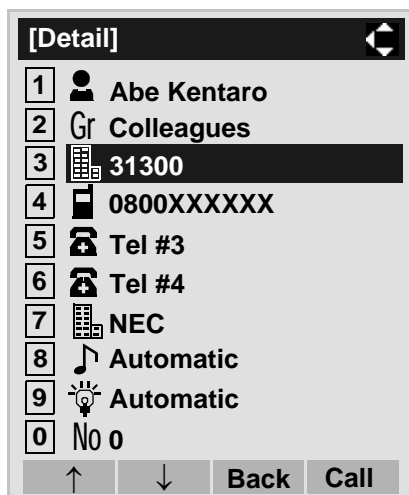 [Detail]
1 Abe Kentaro
2 Gr Colleagues
3 31300
4 0800XXXXXX
5 Tel #3
6 Tel #4
7 NEC
8 Automatic
9 Automatic
0 No 0
↑ ↓ Back Call